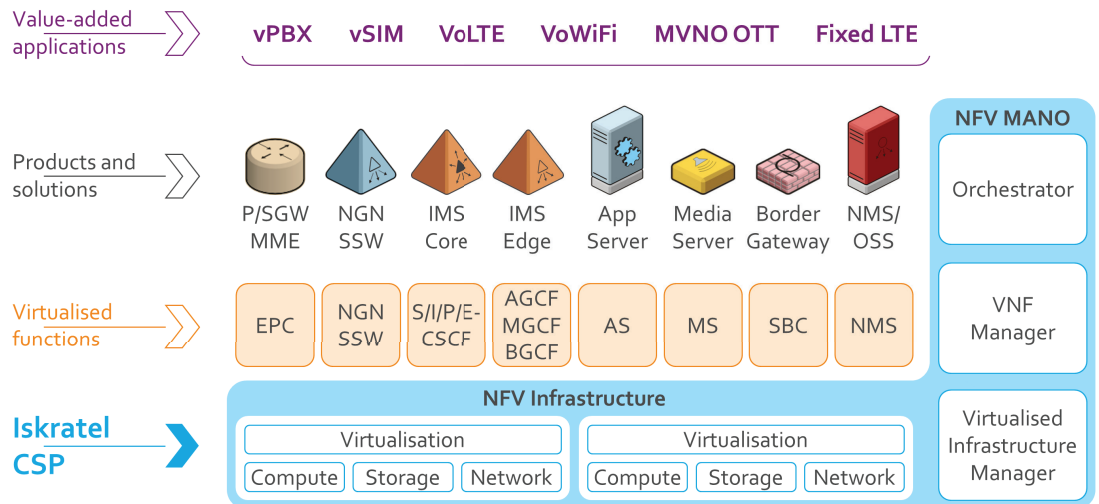 Value-added
applications
vPBX vSIM VoLTE VoWiFi MVNO OTT Fixed LTE
NFV MANO
Products and
solutions
P/SGW
MME
NGN
SSW
IMS
Core
IMS
Edge
App
Server
Media
Server
Border
Gateway
NMS/
OSS
Orchestrator
Virtualised
functions
EPC
NGN
SSW
S/I/P/E-
CSCF
AGCF
MGCF
BGCF
AS
MS
SBC
NMS
VNF
Manager
Iskratel
CSP
NFV Infrastructure
Virtualisation
Compute Storage Network
Virtualisation
Compute Storage Network
Virtualised
Infrastructure
Manager